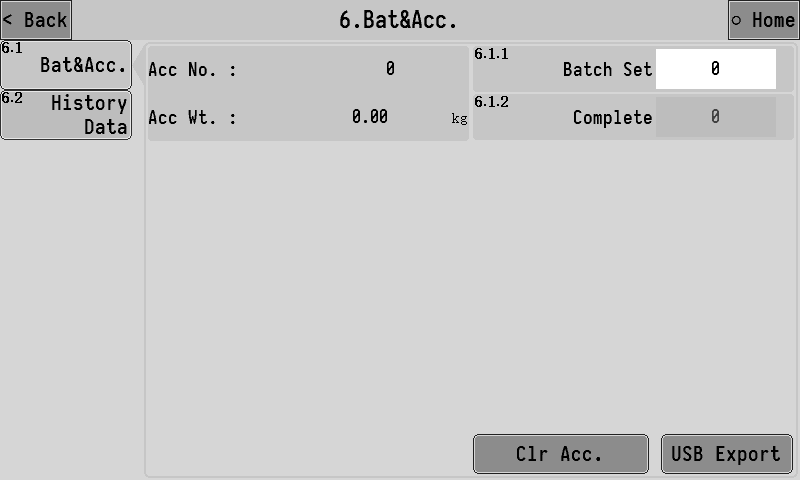 < Back
6.Bat&Acc.
○ Home
6.1
Bat&Acc.
6.2
History
Data
Acc No. : 0
Acc Wt. : 0.00 kg
6.1.1
Batch Set 0
6.1.2
Complete 0
Clr Acc.
USB Export